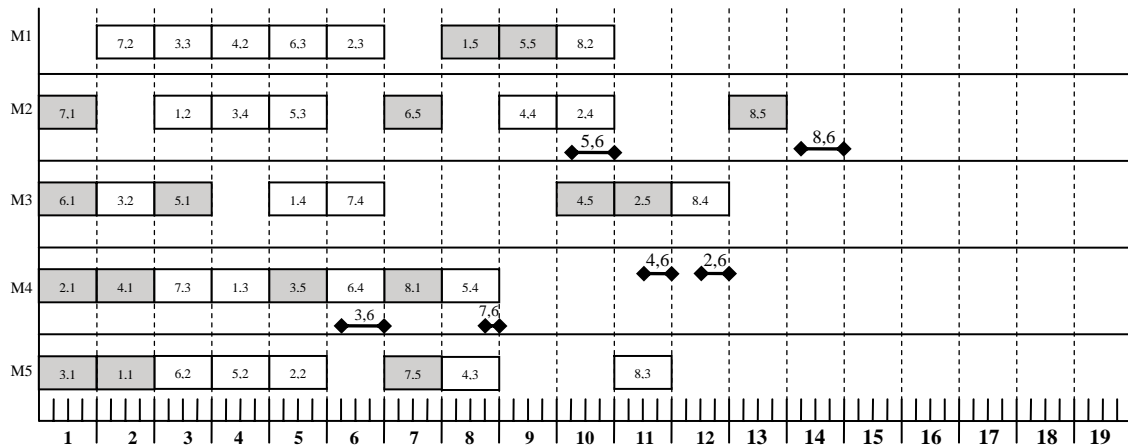 M1 7,2 3,3 4,2 6,3 2,3 1,5 5,5 8,2
M2 7,1 1,2 3,4 5,3 6,5 4,4 2,4 8,5
5,6 8,6
M3 6.1 3.2 5.1 1.4 7.4 4.5 2.5 8.4
4,6 2,6
M4 2.1 4.1 7.3 1.3 3.5 6.4 8.1 5.4
3,6 7,6
M5 3.1 1.1 6,2 5,2 2,2 7.5 4,3 8,3
1 2 3 4 5 6 7 8 9 10 11 12 13 14 15 16 17 18 19